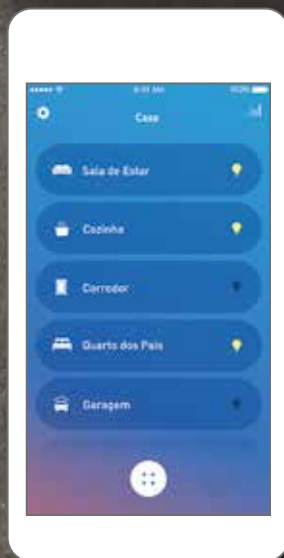 Casa
Sala de Estar
Cozinha
Corredor
Quarto dos Pais
Garagem